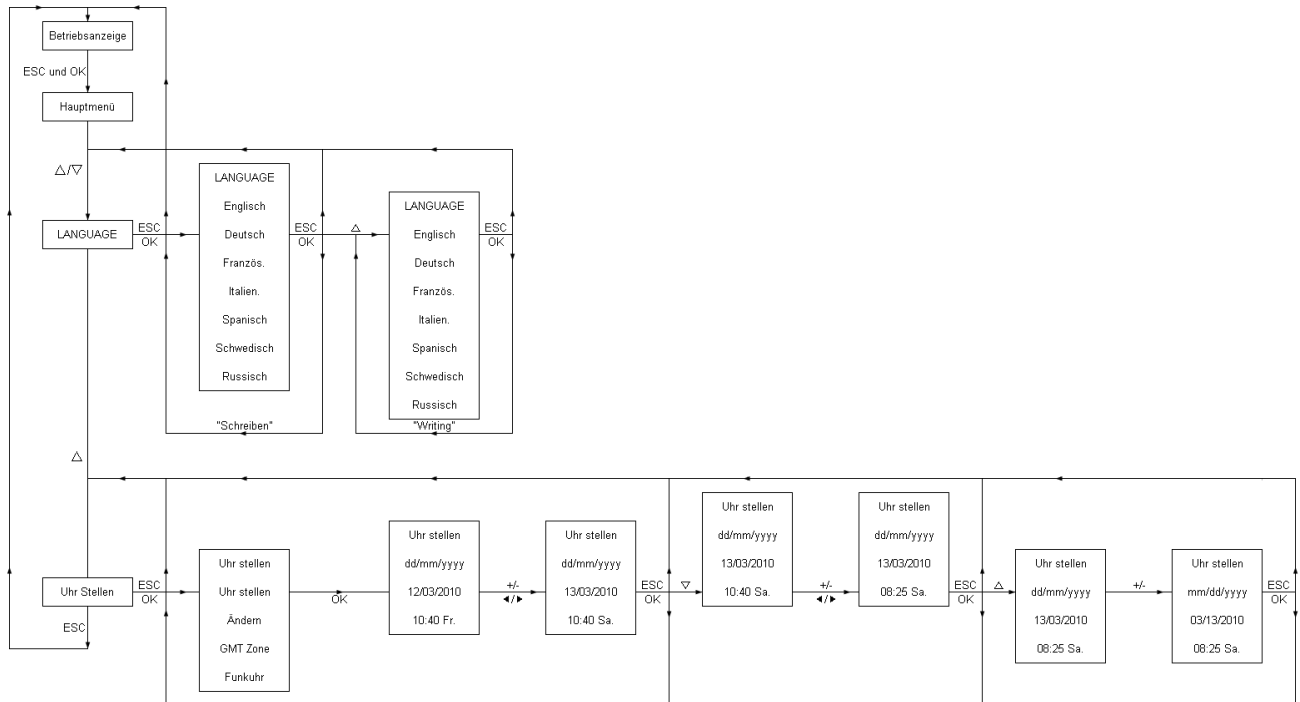 Betriebsanzeige
ESC und OK
Hauptmenü
△/▽
LANGUAGE
ESC
OK
LANGUAGE
Englisch
Deutsch
Französ.
Italien.
Spanisch
Schwedisch
Russisch
"Schreiben"
ESC
OK
△
LANGUAGE
Englisch
Deutsch
Französ.
Italien.
Spanisch
Schwedisch
Russisch
"Writing"
ESC
OK
△
Uhr Stellen
ESC
ESC
OK
Uhr stellen
Uhr stellen
Ändern
GMT Zone
Funkuhr
OK
Uhr stellen
dd/mm/yyyy
12/03/2010
10:40 Fr.
+/-
◄/►
Uhr stellen
dd/mm/yyyy
13/03/2010
10:40 Sa.
ESC
OK
▽
Uhr stellen
dd/mm/yyyy
13/03/2010
10:40 Sa.
+/-
◄/►
Uhr stellen
dd/mm/yyyy
13/03/2010
08:25 Sa.
ESC
OK
△
Uhr stellen
dd/mm/yyyy
13/03/2010
08:25 Sa.
+/-
Uhr stellen
mm/dd/yyyy
03/13/2010
08:25 Sa.
ESC
OK